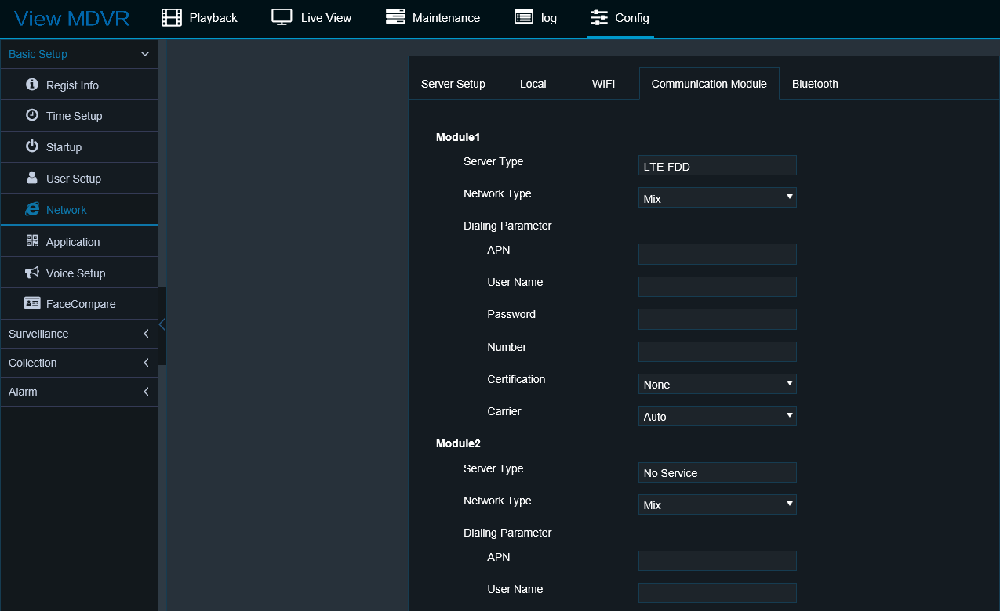 View MDVR
Playback
Live View
Maintenance
log
Config
Basic Setup
Regist Info
Time Setup
Startup
User Setup
Network
Application
Voice Setup
FaceCompare
Surveillance
Collection
Alarm
Server Setup
Local
WIFI
Communication Module
Bluetooth
Module1
Server Type
LTE-FDD
Network Type
Mix
Dialing Parameter
APN
User Name
Password
Number
Certification
None
Carrier
Auto
Module2
Server Type
No Service
Network Type
Mix
Dialing Parameter
APN
User Name